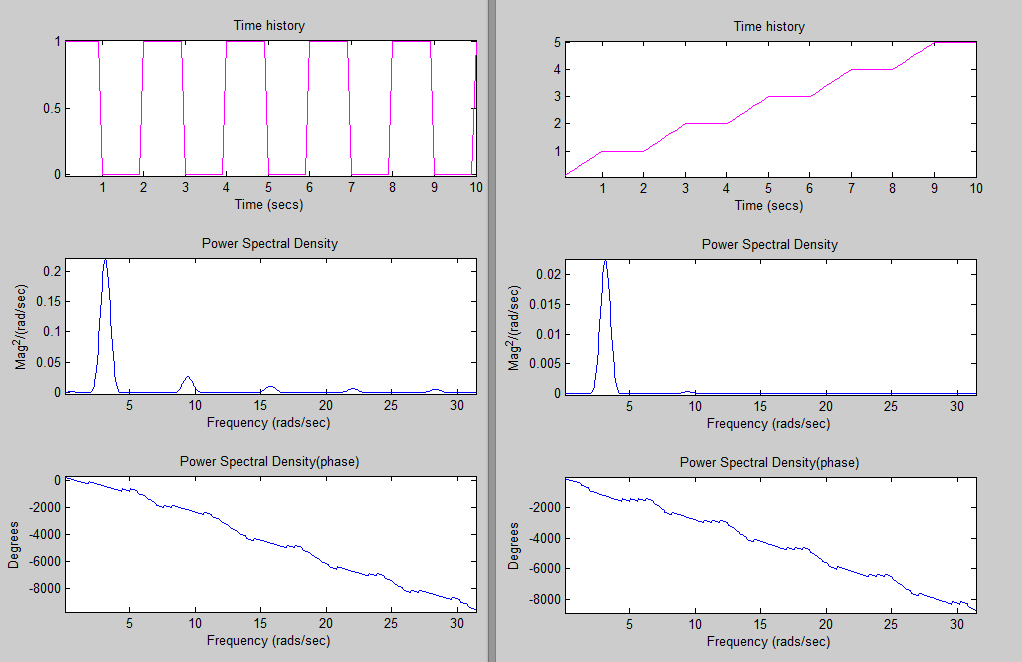 Time history
1
0.5
0
1 2 3 4 5 6 7 8 9 10
Time (secs)
Power Spectral Density
Mag²/(rad/sec)
0.2
0.15
0.1
0.05
0
5 10 15 20 25 30
Frequency (rads/sec)
Power Spectral Density(phase)
Degrees
0
-2000
-4000
-6000
-8000
5 10 15 20 25 30
Frequency (rads/sec)
Time history
5
4
3
2
1
1 2 3 4 5 6 7 8 9 10
Time (secs)
Power Spectral Density
Mag²/(rad/sec)
0.02
0.015
0.01
0.005
0
5 10 15 20 25 30
Frequency (rads/sec)
Power Spectral Density(phase)
Degrees
-2000
-4000
-6000
-8000
5 10 15 20 25 30
Frequency (rads/sec)